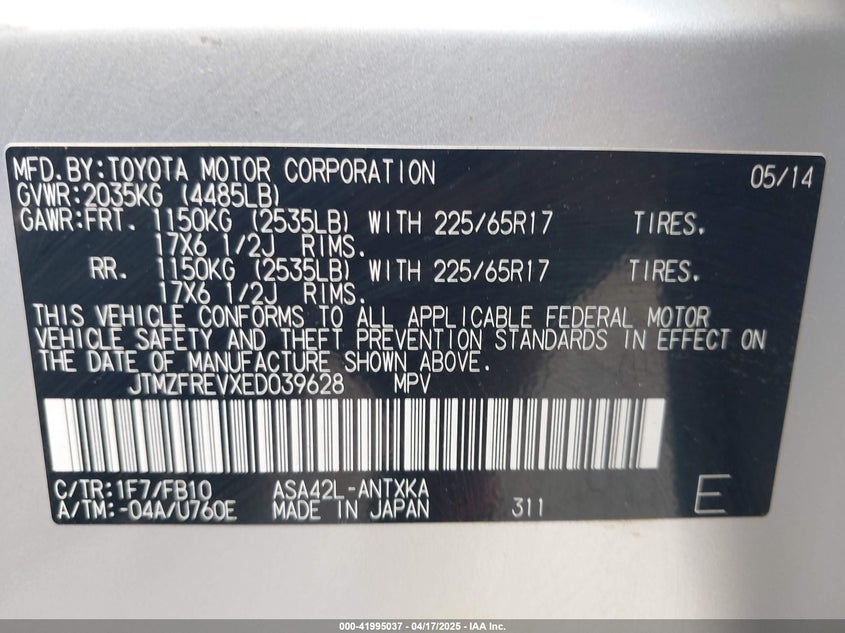 MFD.BY:TOYOTA MOTOR CORPORATION 05/14
GVWR:2035KG (4485LB)
GAWR:FRT. 1150KG (2535LB) WITH 225/65R17 TIRES.
17X6 1/2J RIMS.
RR. 1150KG (2535LB) WITH 225/65R17 TIRES.
17X6 1/2J RIMS.
THIS VEHICLE CONFORMS TO ALL APPLICABLE FEDERAL MOTOR
VEHICLE SAFETY AND THEFT PREVENTION STANDARDS IN EFFECT ON
THE DATE OF MANUFACTURE SHOWN ABOVE.
JTMZFREVXED039628 MPV
C/TR:1F7/FB10 ASA42L-ANTXKA
A/TM:-04A/U760E MADE IN JAPAN 311 E
000-41995037 - 04/17/2025 - IAA Inc.